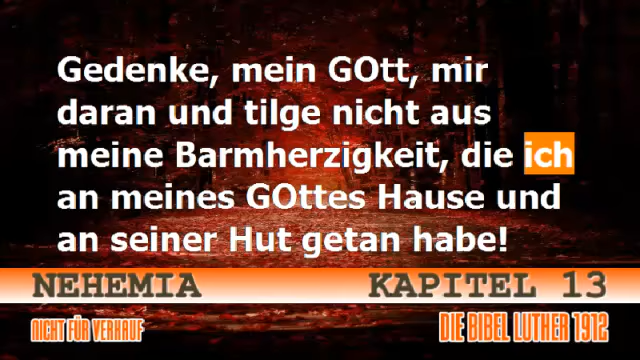 Gedenke, mein GOtt, mir
daran und tilge nicht aus
meine Barmherzigkeit, die ich
an meines GOttes Hause und
an seiner Hut getan habe!
NEHEMIA KAPITEL 13
NICHT FÜR VERKAUF DIE BIBEL LUTHER 1912